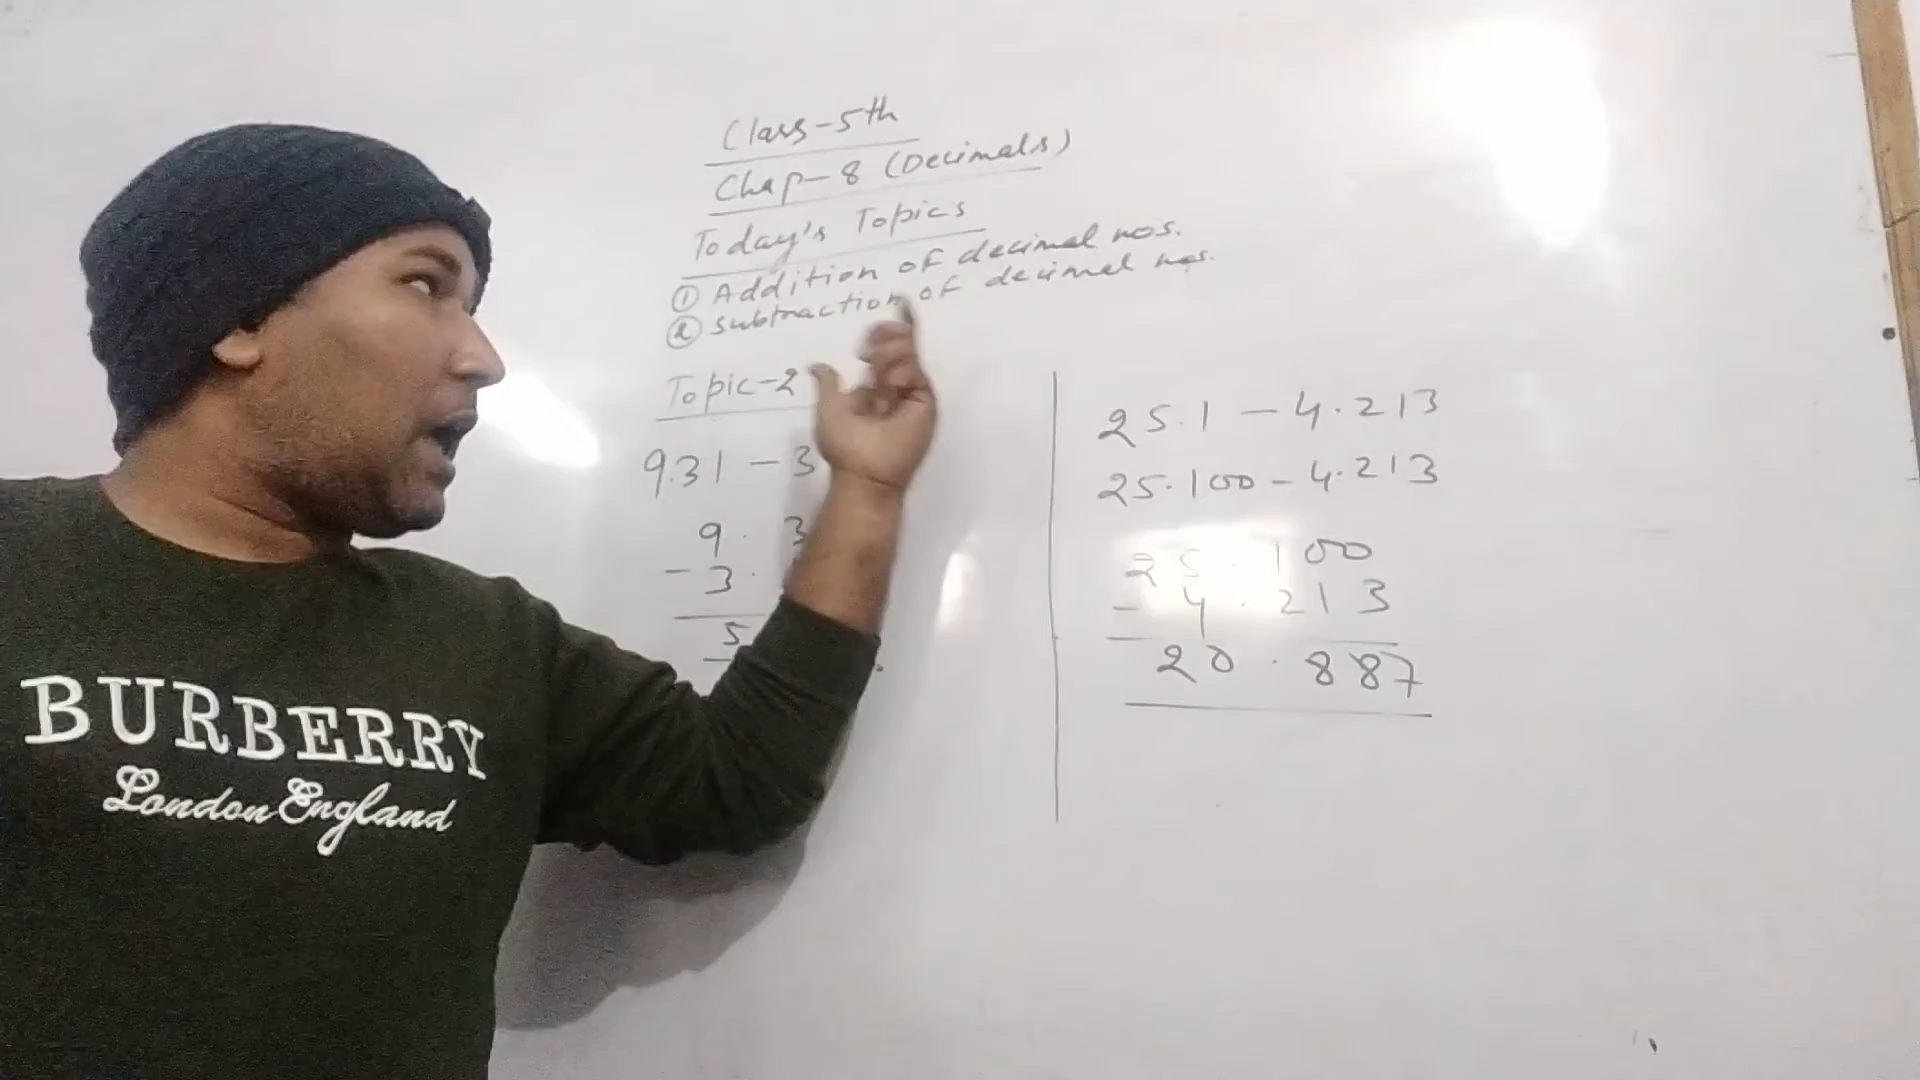 Class-5th
Chap-8 (Decimals)
Today's Topics
① Addition of decimal nos.
② Subtraction of decimal nos.
Topic-2
9.31 - 3
9. 3
- 3.
5
25.1 - 4.213
25.100 - 4.213
25.100
- 4.213
20.887
BURBERRY
London England